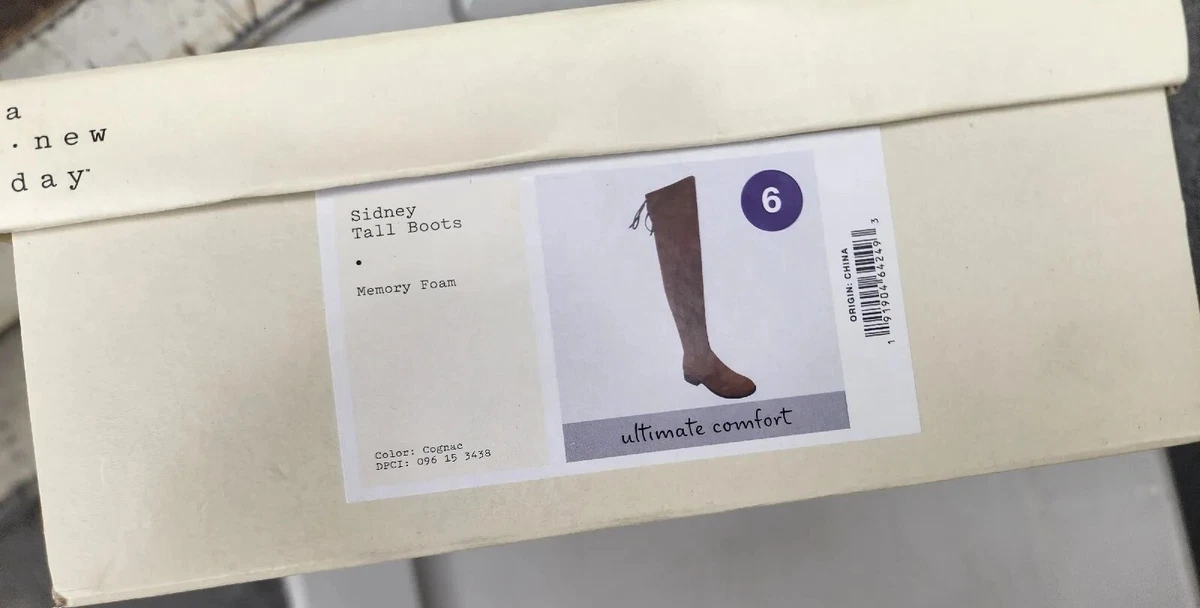 a
. new
day™
Sidney
Tall Boots
•
Memory Foam
Color: Cognac
DPCI: 096 15 3438
6
ultimate comfort
ORIGIN: CHINA
1 91904 64249 3